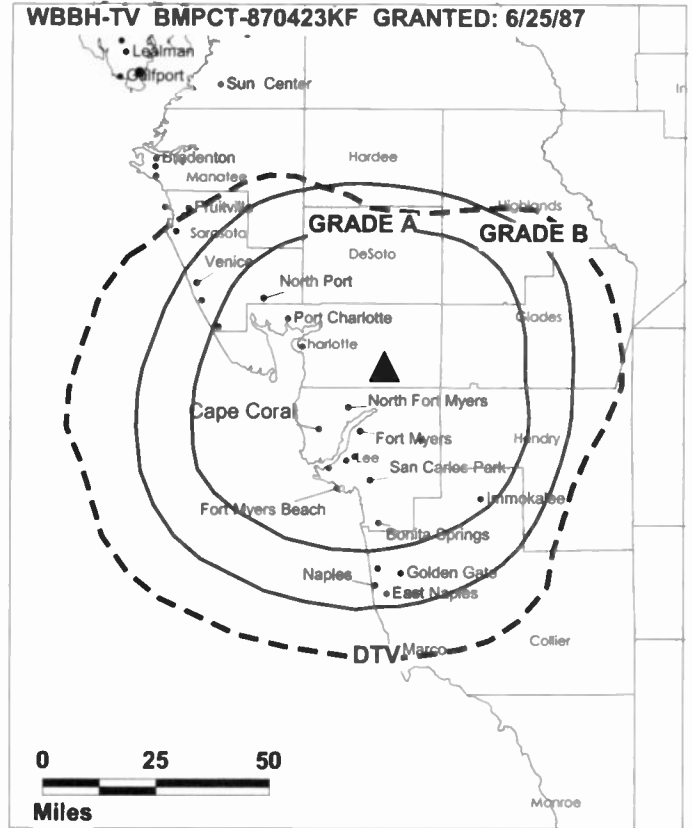 WBBH-TV BMPCT-870423KF GRANTED: 6/25/87
Lealman
Gulfport
Sun Center
In
Bradenton
Hardee
Manatee
Fruitville
Highlands
GRADE A
GRADE B
Sarasota
DeSoto
Venice
North Port
Port Charlotte
Glades
Charlotte
North Fort Myers
Cape Coral
Fort Myers
Hendry
Lee
San Carlos Park
Immokalee
Fort Myers Beach
Bonita Springs
Naples
Golden Gate
East Naples
Collier
DTV
Marco
0 25 50
Miles
Monroe